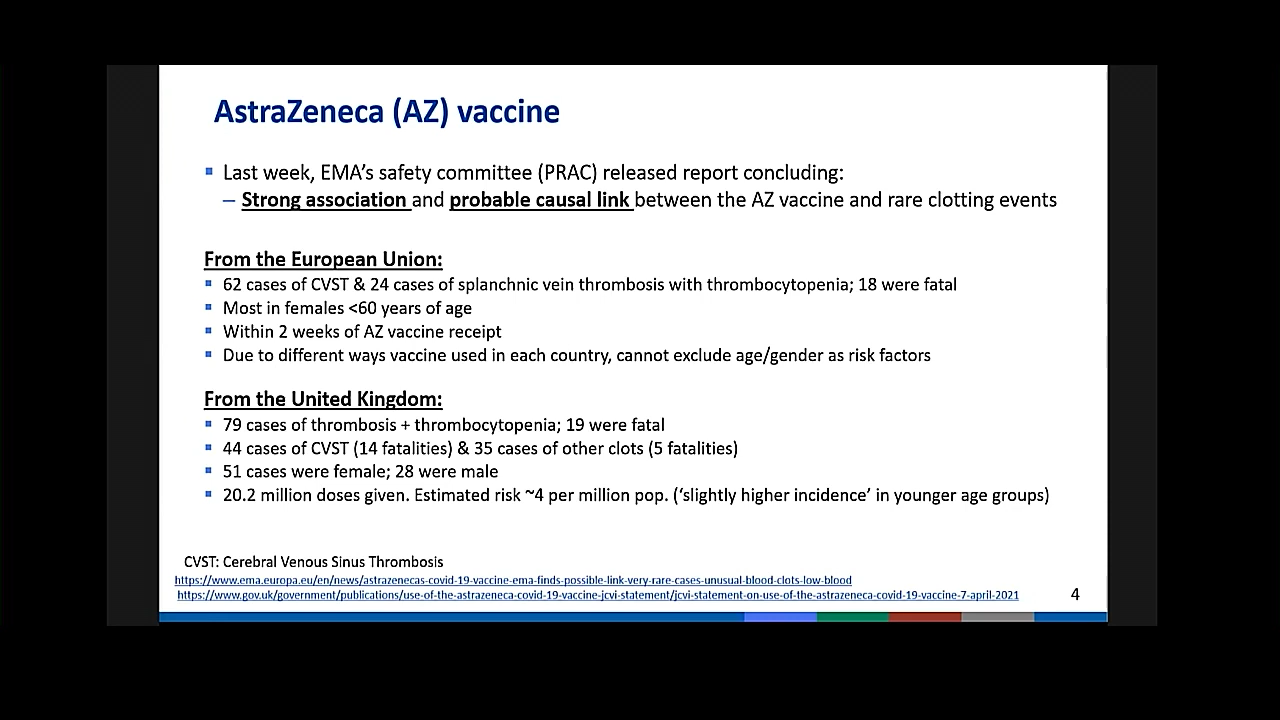 AstraZeneca (AZ) vaccine
Last week, EMA's safety committee (PRAC) released report concluding:
– Strong association and probable causal link between the AZ vaccine and rare clotting events
From the European Union:
62 cases of CVST & 24 cases of splanchnic vein thrombosis with thrombocytopenia; 18 were fatal
Most in females <60 years of age
Within 2 weeks of AZ vaccine receipt
Due to different ways vaccine used in each country, cannot exclude age/gender as risk factors
From the United Kingdom:
79 cases of thrombosis + thrombocytopenia; 19 were fatal
44 cases of CVST (14 fatalities) & 35 cases of other clots (5 fatalities)
51 cases were female; 28 were male
20.2 million doses given. Estimated risk ~4 per million pop. ('slightly higher incidence' in younger age groups)
CVST: Cerebral Venous Sinus Thrombosis
https://www.ema.europa.eu/en/news/astrazenecas-covid-19-vaccine-ema-finds-possible-link-very-rare-cases-unusual-blood-clots-low-blood
https://www.gov.uk/government/publications/use-of-the-astrazeneca-covid-19-vaccine-jcvi-statement/jcvi-statement-on-use-of-the-astrazeneca-covid-19-vaccine-7-april-2021
4